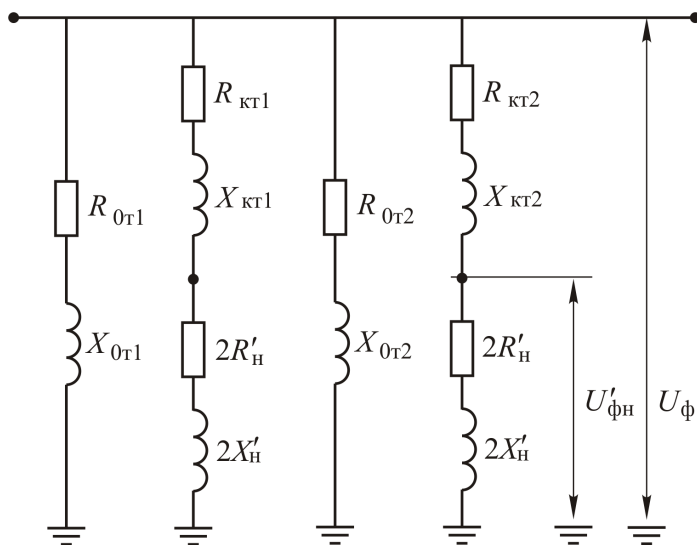 R кт1
R кт2
X кт1
X кт2
R 0т1
R 0т2
X 0т1
X 0т2
2R′н
2R′н
U′фн
Uф
2X′н
2X′н